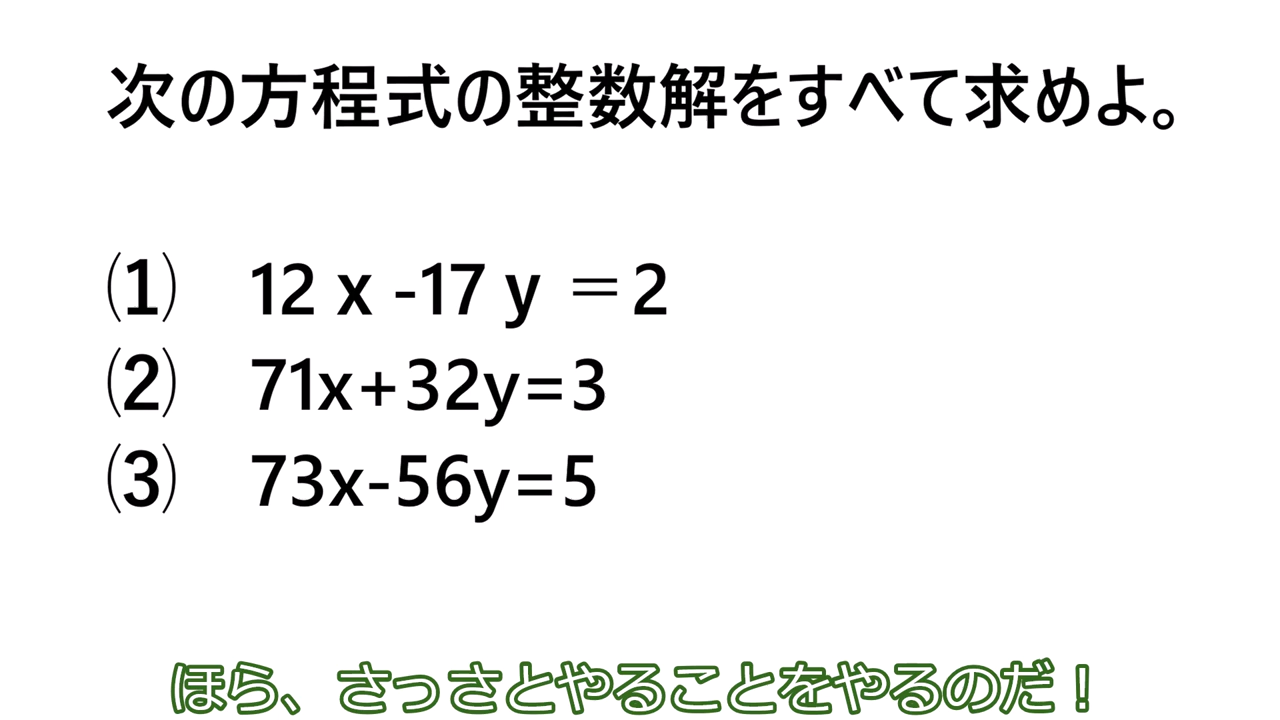 次の方程式の整数解をすべて求めよ。
(1) 12 x -17 y =2
(2) 71x+32y=3
(3) 73x-56y=5
ほら、さっさとやることをやるのだ!